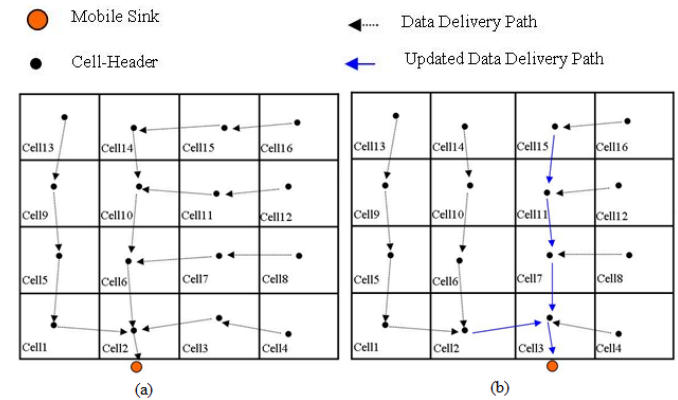 Mobile Sink
Data Delivery Path
Cell-Header
Updated Data Delivery Path
Cell13
Cell14
Cell15
Cell16
Cell9
Cell10
Cell11
Cell12
Cell5
Cell6
Cell7
Cell8
Cell1
Cell2
Cell3
Cell4
(a)
Cell13
Cell14
Cell15
Cell16
Cell9
Cell10
Cell11
Cell12
Cell5
Cell6
Cell7
Cell8
Cell1
Cell2
Cell3
Cell4
(b)